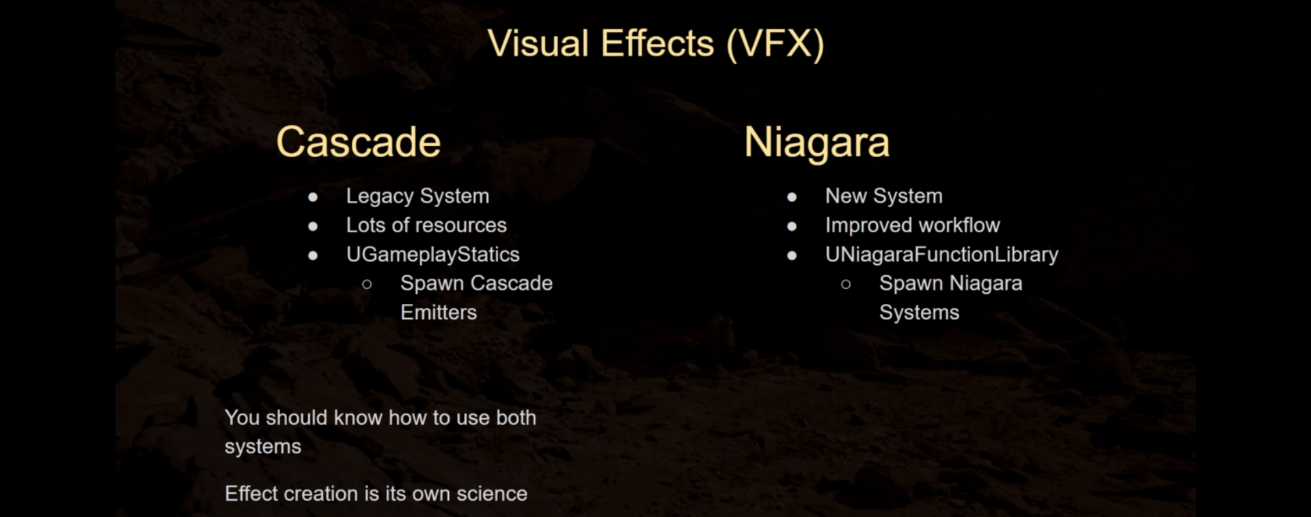 Visual Effects (VFX)
Cascade
● Legacy System
● Lots of resources
● UGameplayStatics
○ Spawn Cascade
Emitters
Niagara
● New System
● Improved workflow
● UNiagaraFunctionLibrary
○ Spawn Niagara
Systems
You should know how to use both
systems
Effect creation is its own science